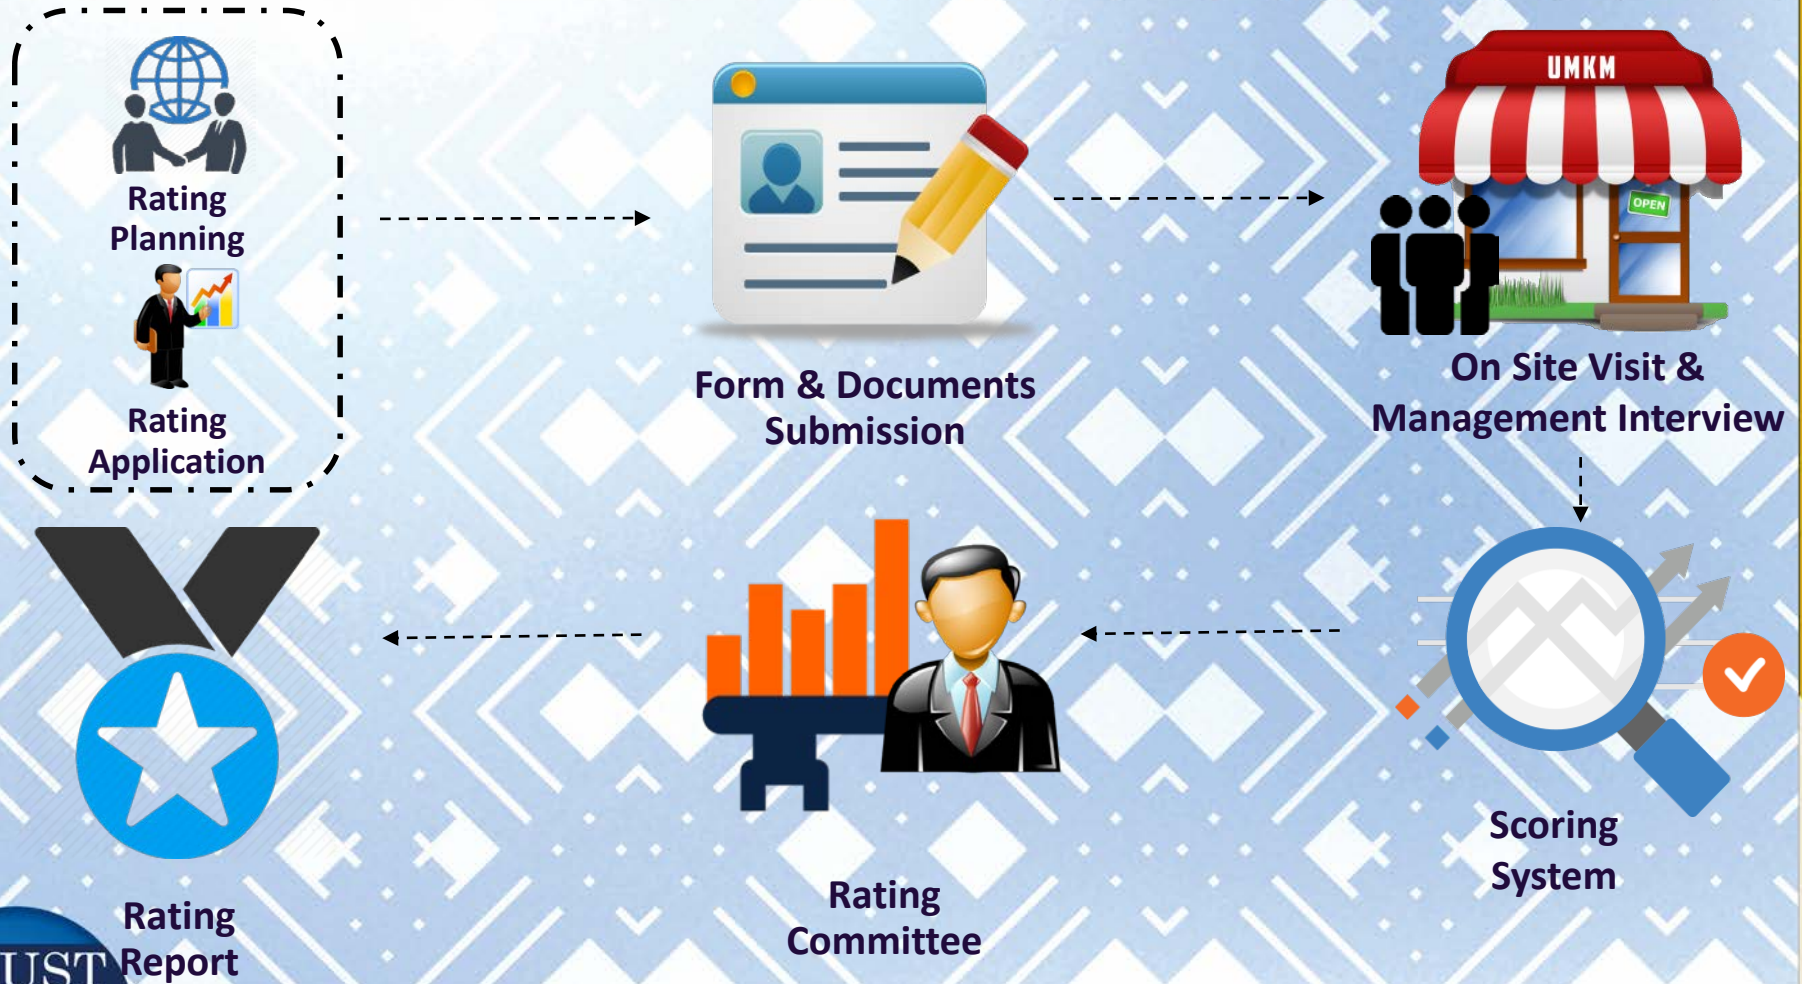 Rating
Planning
Rating
Application
Form & Documents
Submission
UMKM
OPEN
On Site Visit &
Management Interview
Scoring
System
Rating
Committee
Rating
Report
UST